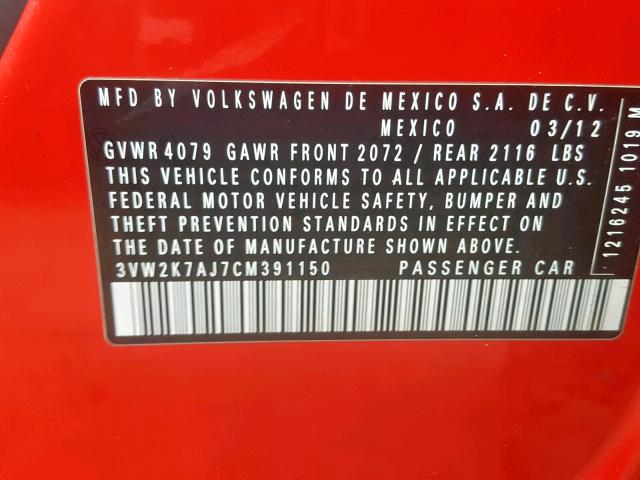 MFD BY VOLKSWAGEN DE MEXICO S.A. DE C.V.
MEXICO 03/12
GVWR 4079 GAWR FRONT 2072 / REAR 2116 LBS
THIS VEHICLE CONFORMS TO ALL APPLICABLE U.S.
FEDERAL MOTOR VEHICLE SAFETY, BUMPER AND
THEFT PREVENTION STANDARDS IN EFFECT ON
THE DATE OF MANUFACTURE SHOWN ABOVE.
3VW2K7AJ7CM391150 PASSENGER CAR
1216245 1019 M